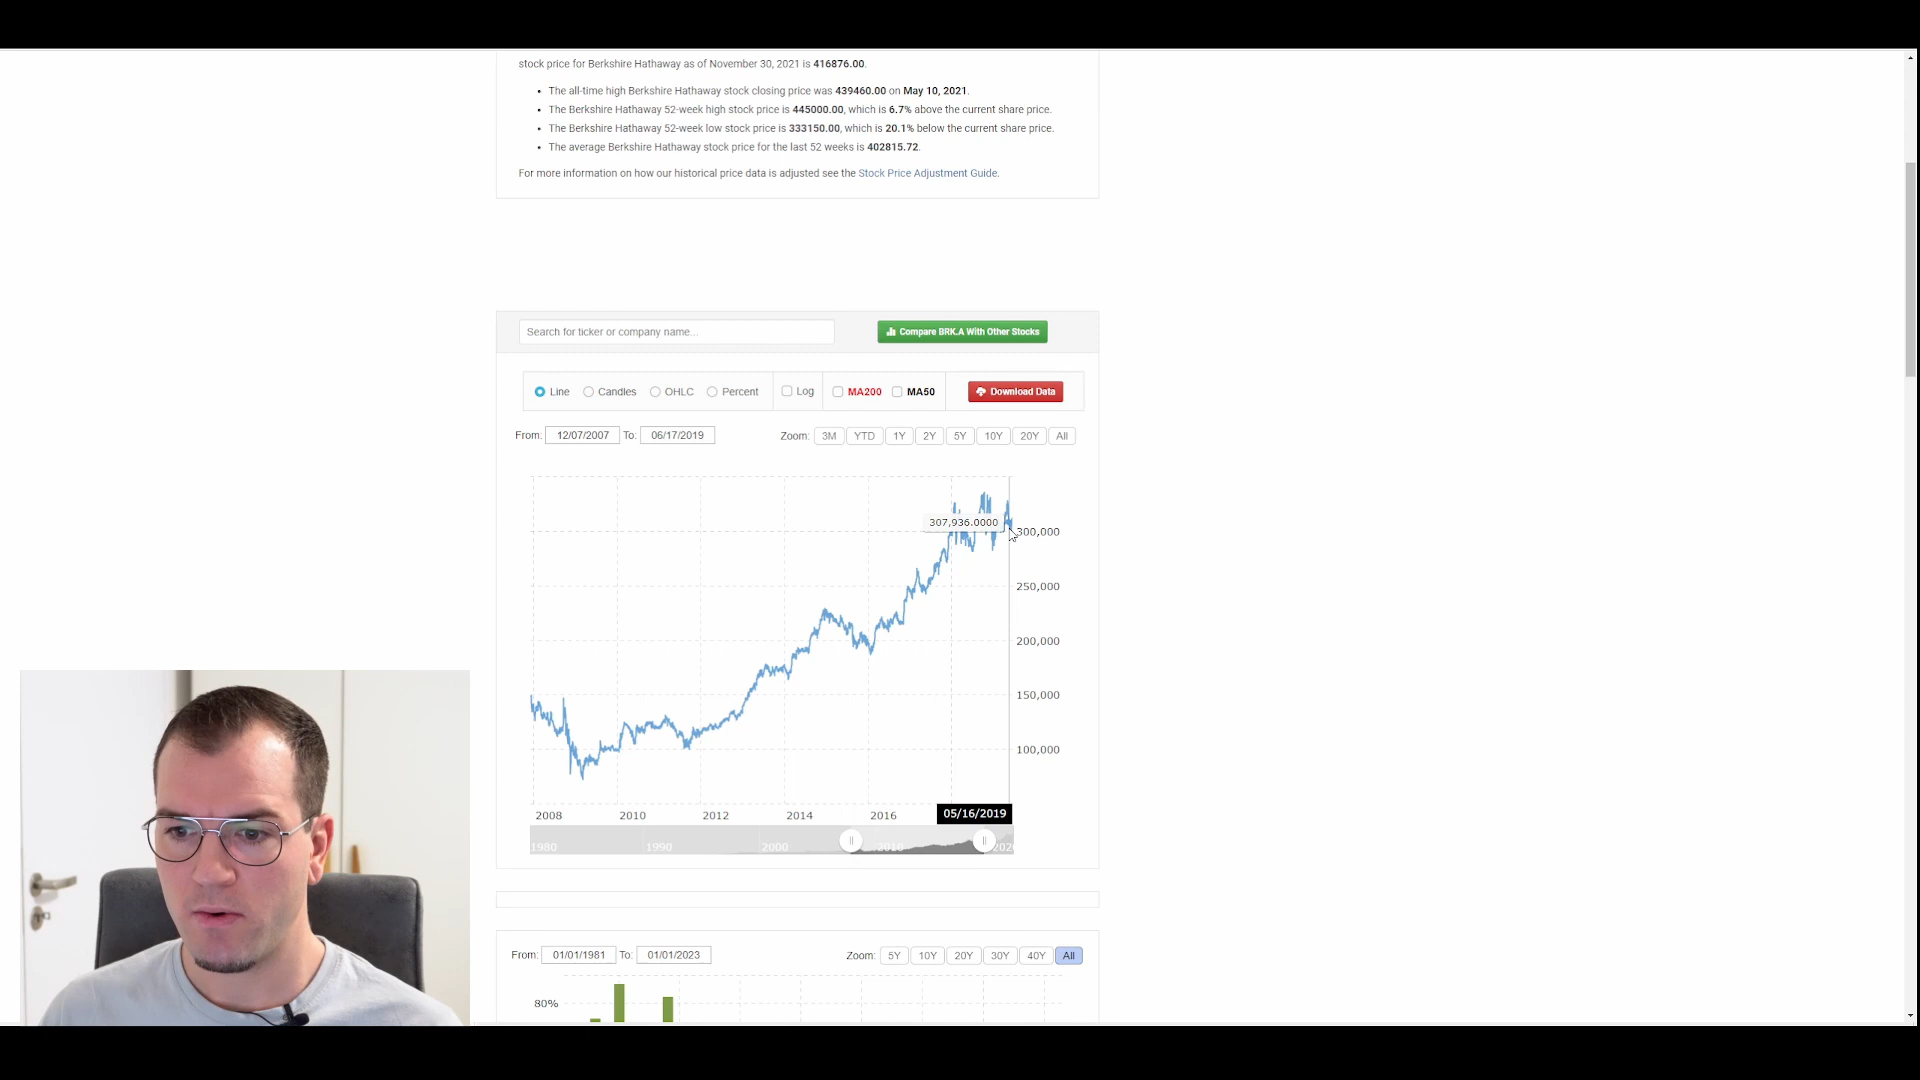 stock price for Berkshire Hathaway as of November 30, 2021 is 416876.00.
The all-time high Berkshire Hathaway stock closing price was 439460.00 on May 10, 2021.
The Berkshire Hathaway 52-week high stock price is 445000.00, which is 6.7% above the current share price.
The Berkshire Hathaway 52-week low stock price is 333150.00, which is 20.1% below the current share price.
The average Berkshire Hathaway stock price for the last 52 weeks is 402815.72.
For more information on how our historical price data is adjusted see the Stock Price Adjustment Guide.
Search for ticker or company name...
Compare BRK.A With Other Stocks
Line Candles OHLC Percent Log MA200 MA50 Download Data
From: 12/07/2007 To: 06/17/2019 Zoom: 3M YTD 1Y 2Y 5Y 10Y 20Y All
307,936.0000
300,000
250,000
200,000
150,000
100,000
2008 2010 2012 2014 2016 05/16/2019
1980 1990 2000 2010 2020
From: 01/01/1981 To: 01/01/2023 Zoom: 5Y 10Y 20Y 30Y 40Y All
80%